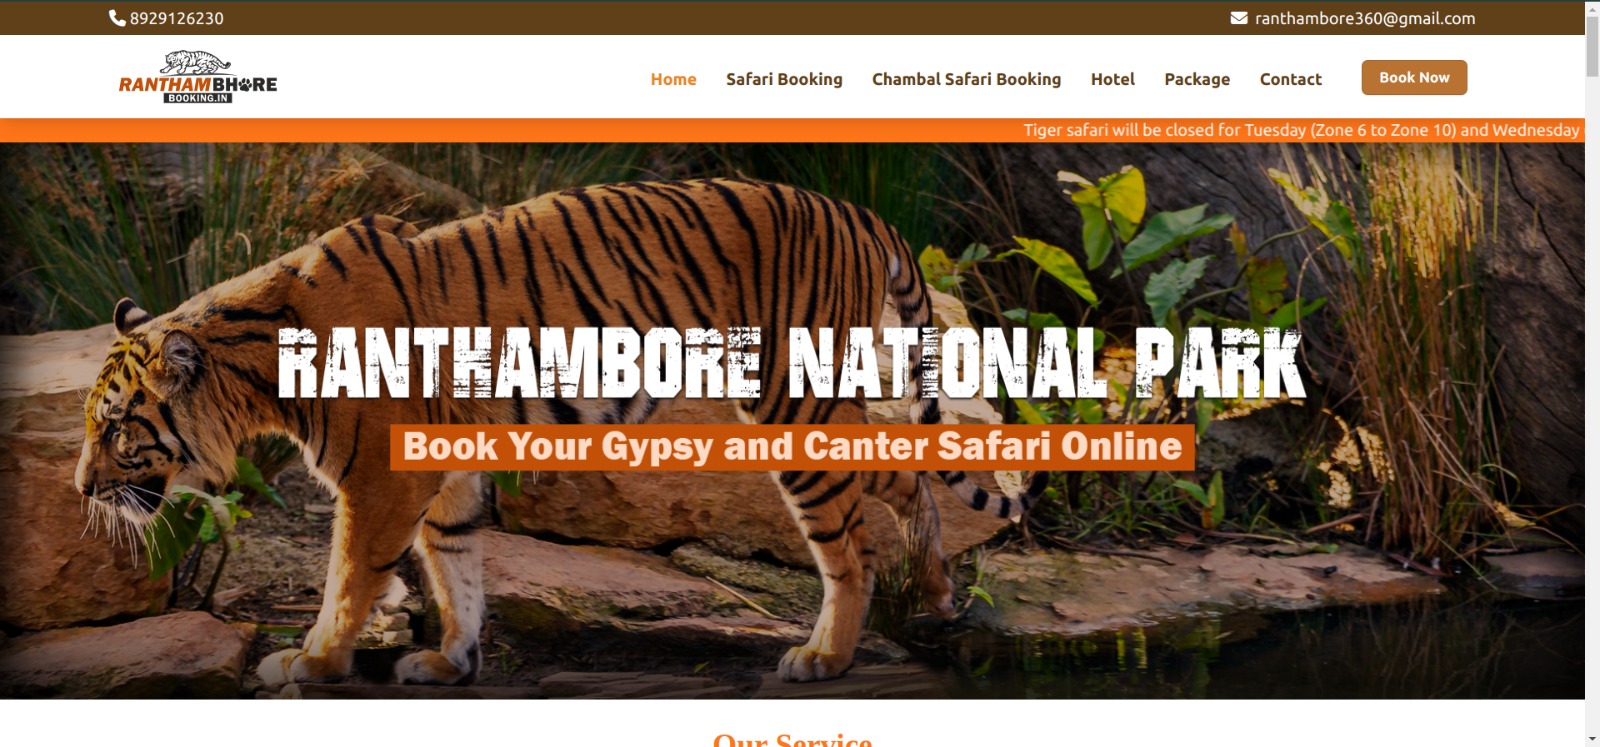 8929126230
ranthambore360@gmail.com
RANTHAMBHORE
BOOKING.IN
Home
Safari Booking
Chambal Safari Booking
Hotel
Package
Contact
Book Now
Tiger safari will be closed for Tuesday (Zone 6 to Zone 10) and Wednesday
RANTHAMBORE NATIONAL PARK
Book Your Gypsy and Canter Safari Online
Our Service